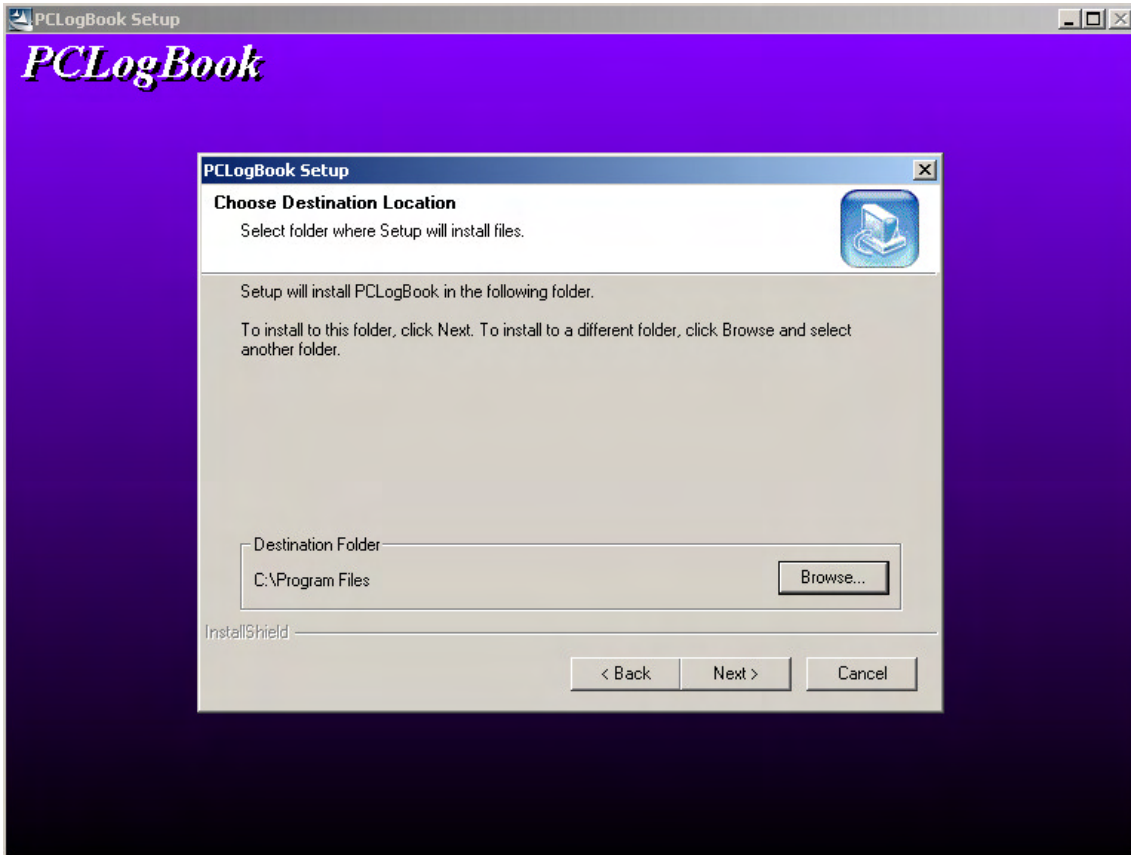 PCLogBook Setup
PCLogBook
PCLogBook Setup
Choose Destination Location
Select folder where Setup will install files.
Setup will install PCLogBook in the following folder.
To install to this folder, click Next. To install to a different folder, click Browse and select
another folder.
Destination Folder
C:\Program Files
Browse...
InstallShield
< Back
Next >
Cancel